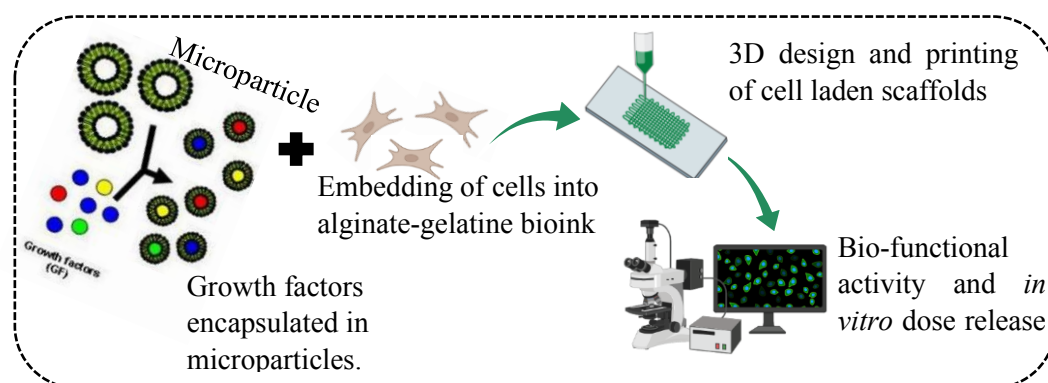 Microparticle
Growth factors
(GF)
Growth factors
encapsulated in
microparticles.
Embedding of cells into
alginate-gelatine bioink
3D design and printing
of cell laden scaffolds
Bio-functional
activity and in
vitro dose release